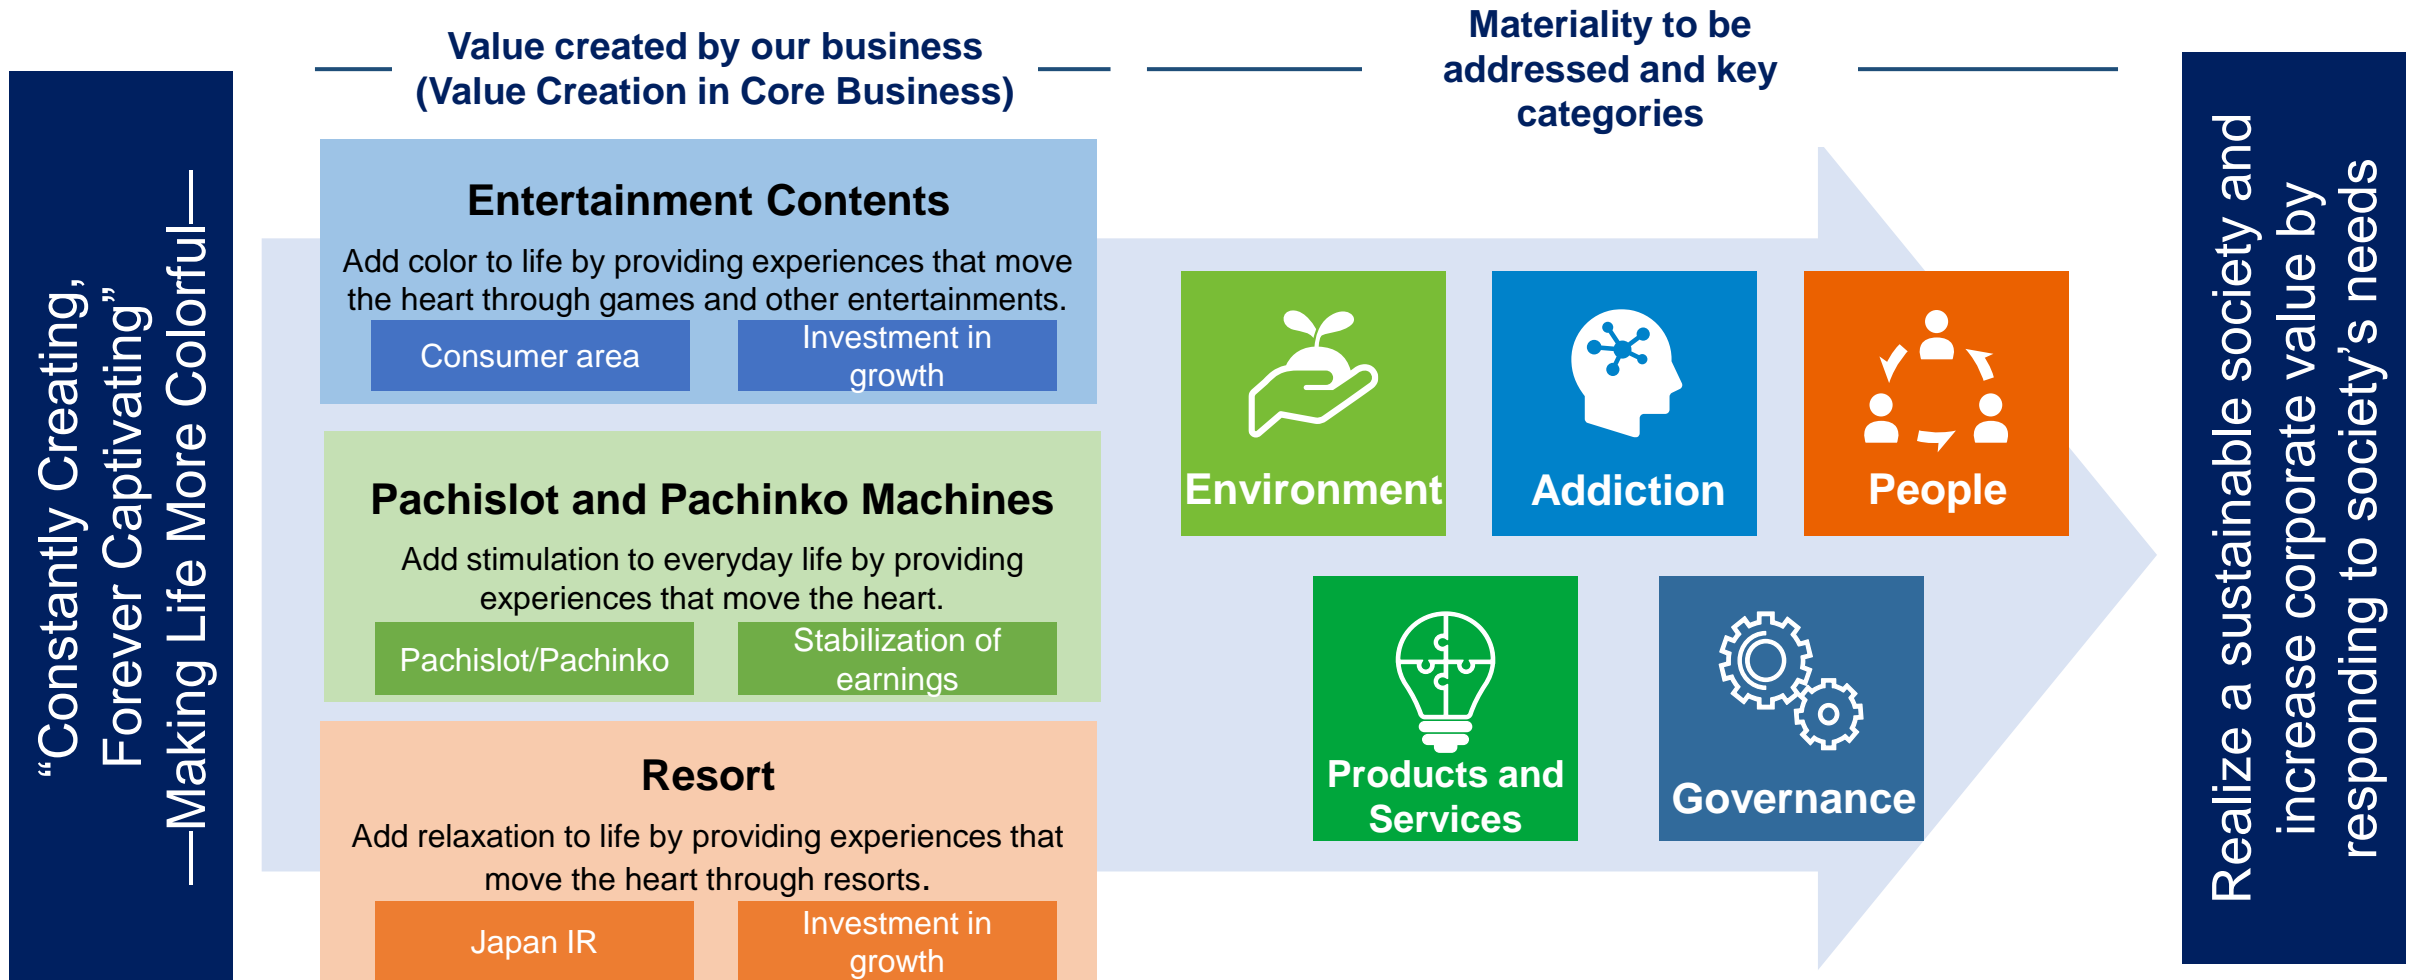 “Constantly Creating,
Forever Captivating”
—Making Life More Colorful—
Value created by our business
(Value Creation in Core Business)
Entertainment Contents
Add color to life by providing experiences that move
the heart through games and other entertainments.
Consumer area
Investment in
growth
Pachislot and Pachinko Machines
Add stimulation to everyday life by providing
experiences that move the heart.
Pachislot/Pachinko
Stabilization of
earnings
Resort
Add relaxation to life by providing experiences that
move the heart through resorts.
Japan IR
Investment in
growth
Materiality to be
addressed and key
categories
Environment
Addiction
People
Products and
Services
Governance
Realize a sustainable society and
increase corporate value by
responding to society’s needs